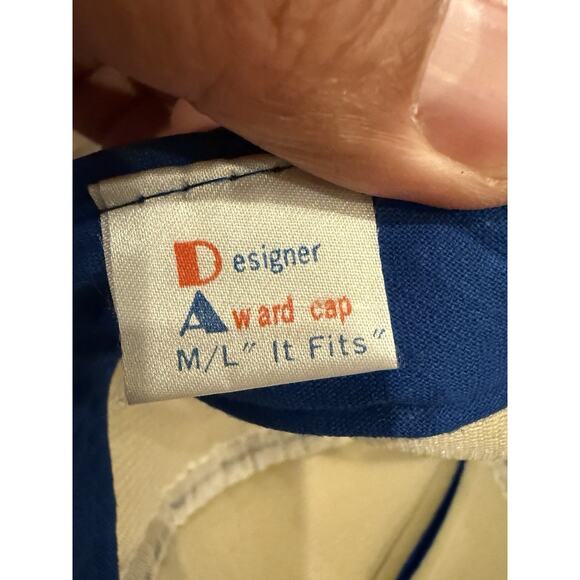 Designer
Award cap
M/L" It Fits"